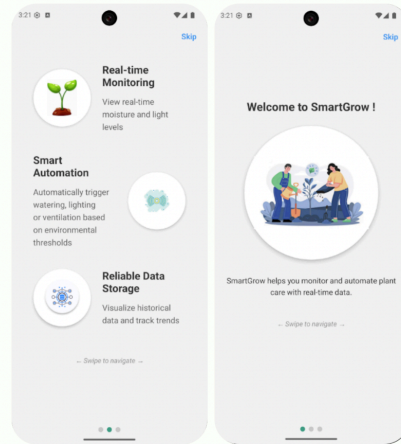 3:21
Skip
Real-time
Monitoring
View real-time
moisture and light
levels
Smart
Automation
Automatically trigger
watering, lighting
or ventilation based
on environmental
thresholds
Reliable Data
Storage
Visualize historical
data and track trends
← Swipe to navigate →
3:21
Skip
Welcome to SmartGrow !
SmartGrow helps you monitor and automate plant
care with real-time data.
← Swipe to navigate →